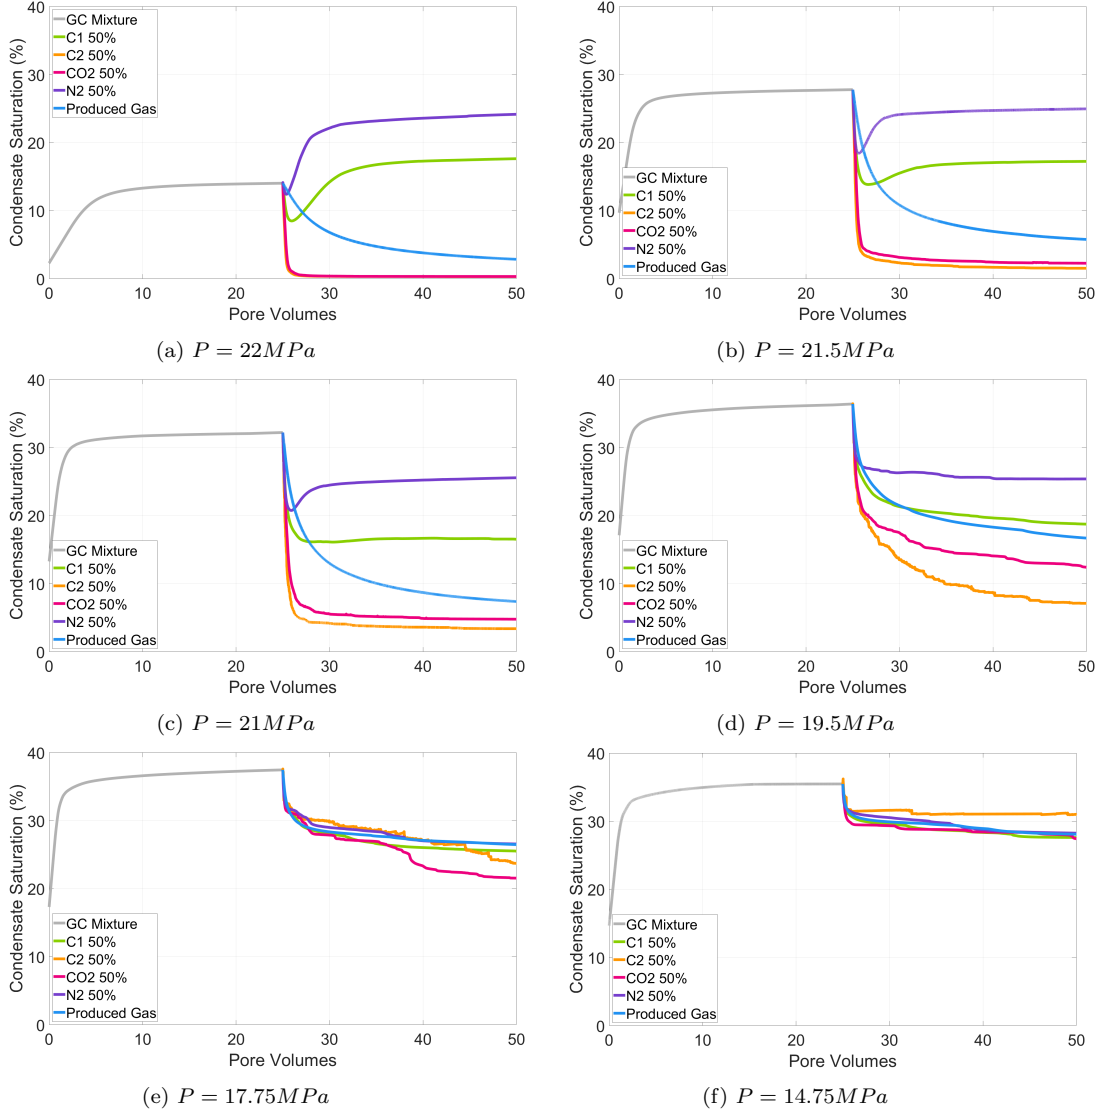 40
30
20
10
0
Condensate Saturation (%)
GC Mixture
C1 50%
C2 50%
CO2 50%
N2 50%
Produced Gas
0 10 20 30 40 50
Pore Volumes
(a) P = 22MPa
40
30
20
10
0
Condensate Saturation (%)
GC Mixture
C1 50%
C2 50%
CO2 50%
N2 50%
Produced Gas
0 10 20 30 40 50
Pore Volumes
(b) P = 21.5MPa
40
30
20
10
0
Condensate Saturation (%)
GC Mixture
C1 50%
C2 50%
CO2 50%
N2 50%
Produced Gas
0 10 20 30 40 50
Pore Volumes
(c) P = 21MPa
40
30
20
10
0
Condensate Saturation (%)
GC Mixture
C1 50%
C2 50%
CO2 50%
N2 50%
Produced Gas
0 10 20 30 40 50
Pore Volumes
(d) P = 19.5MPa
40
30
20
10
0
Condensate Saturation (%)
GC Mixture
C1 50%
C2 50%
CO2 50%
N2 50%
Produced Gas
0 10 20 30 40 50
Pore Volumes
(e) P = 17.75MPa
40
30
20
10
0
Condensate Saturation (%)
GC Mixture
C1 50%
C2 50%
CO2 50%
N2 50%
Produced Gas
0 10 20 30 40 50
Pore Volumes
(f) P = 14.75MPa